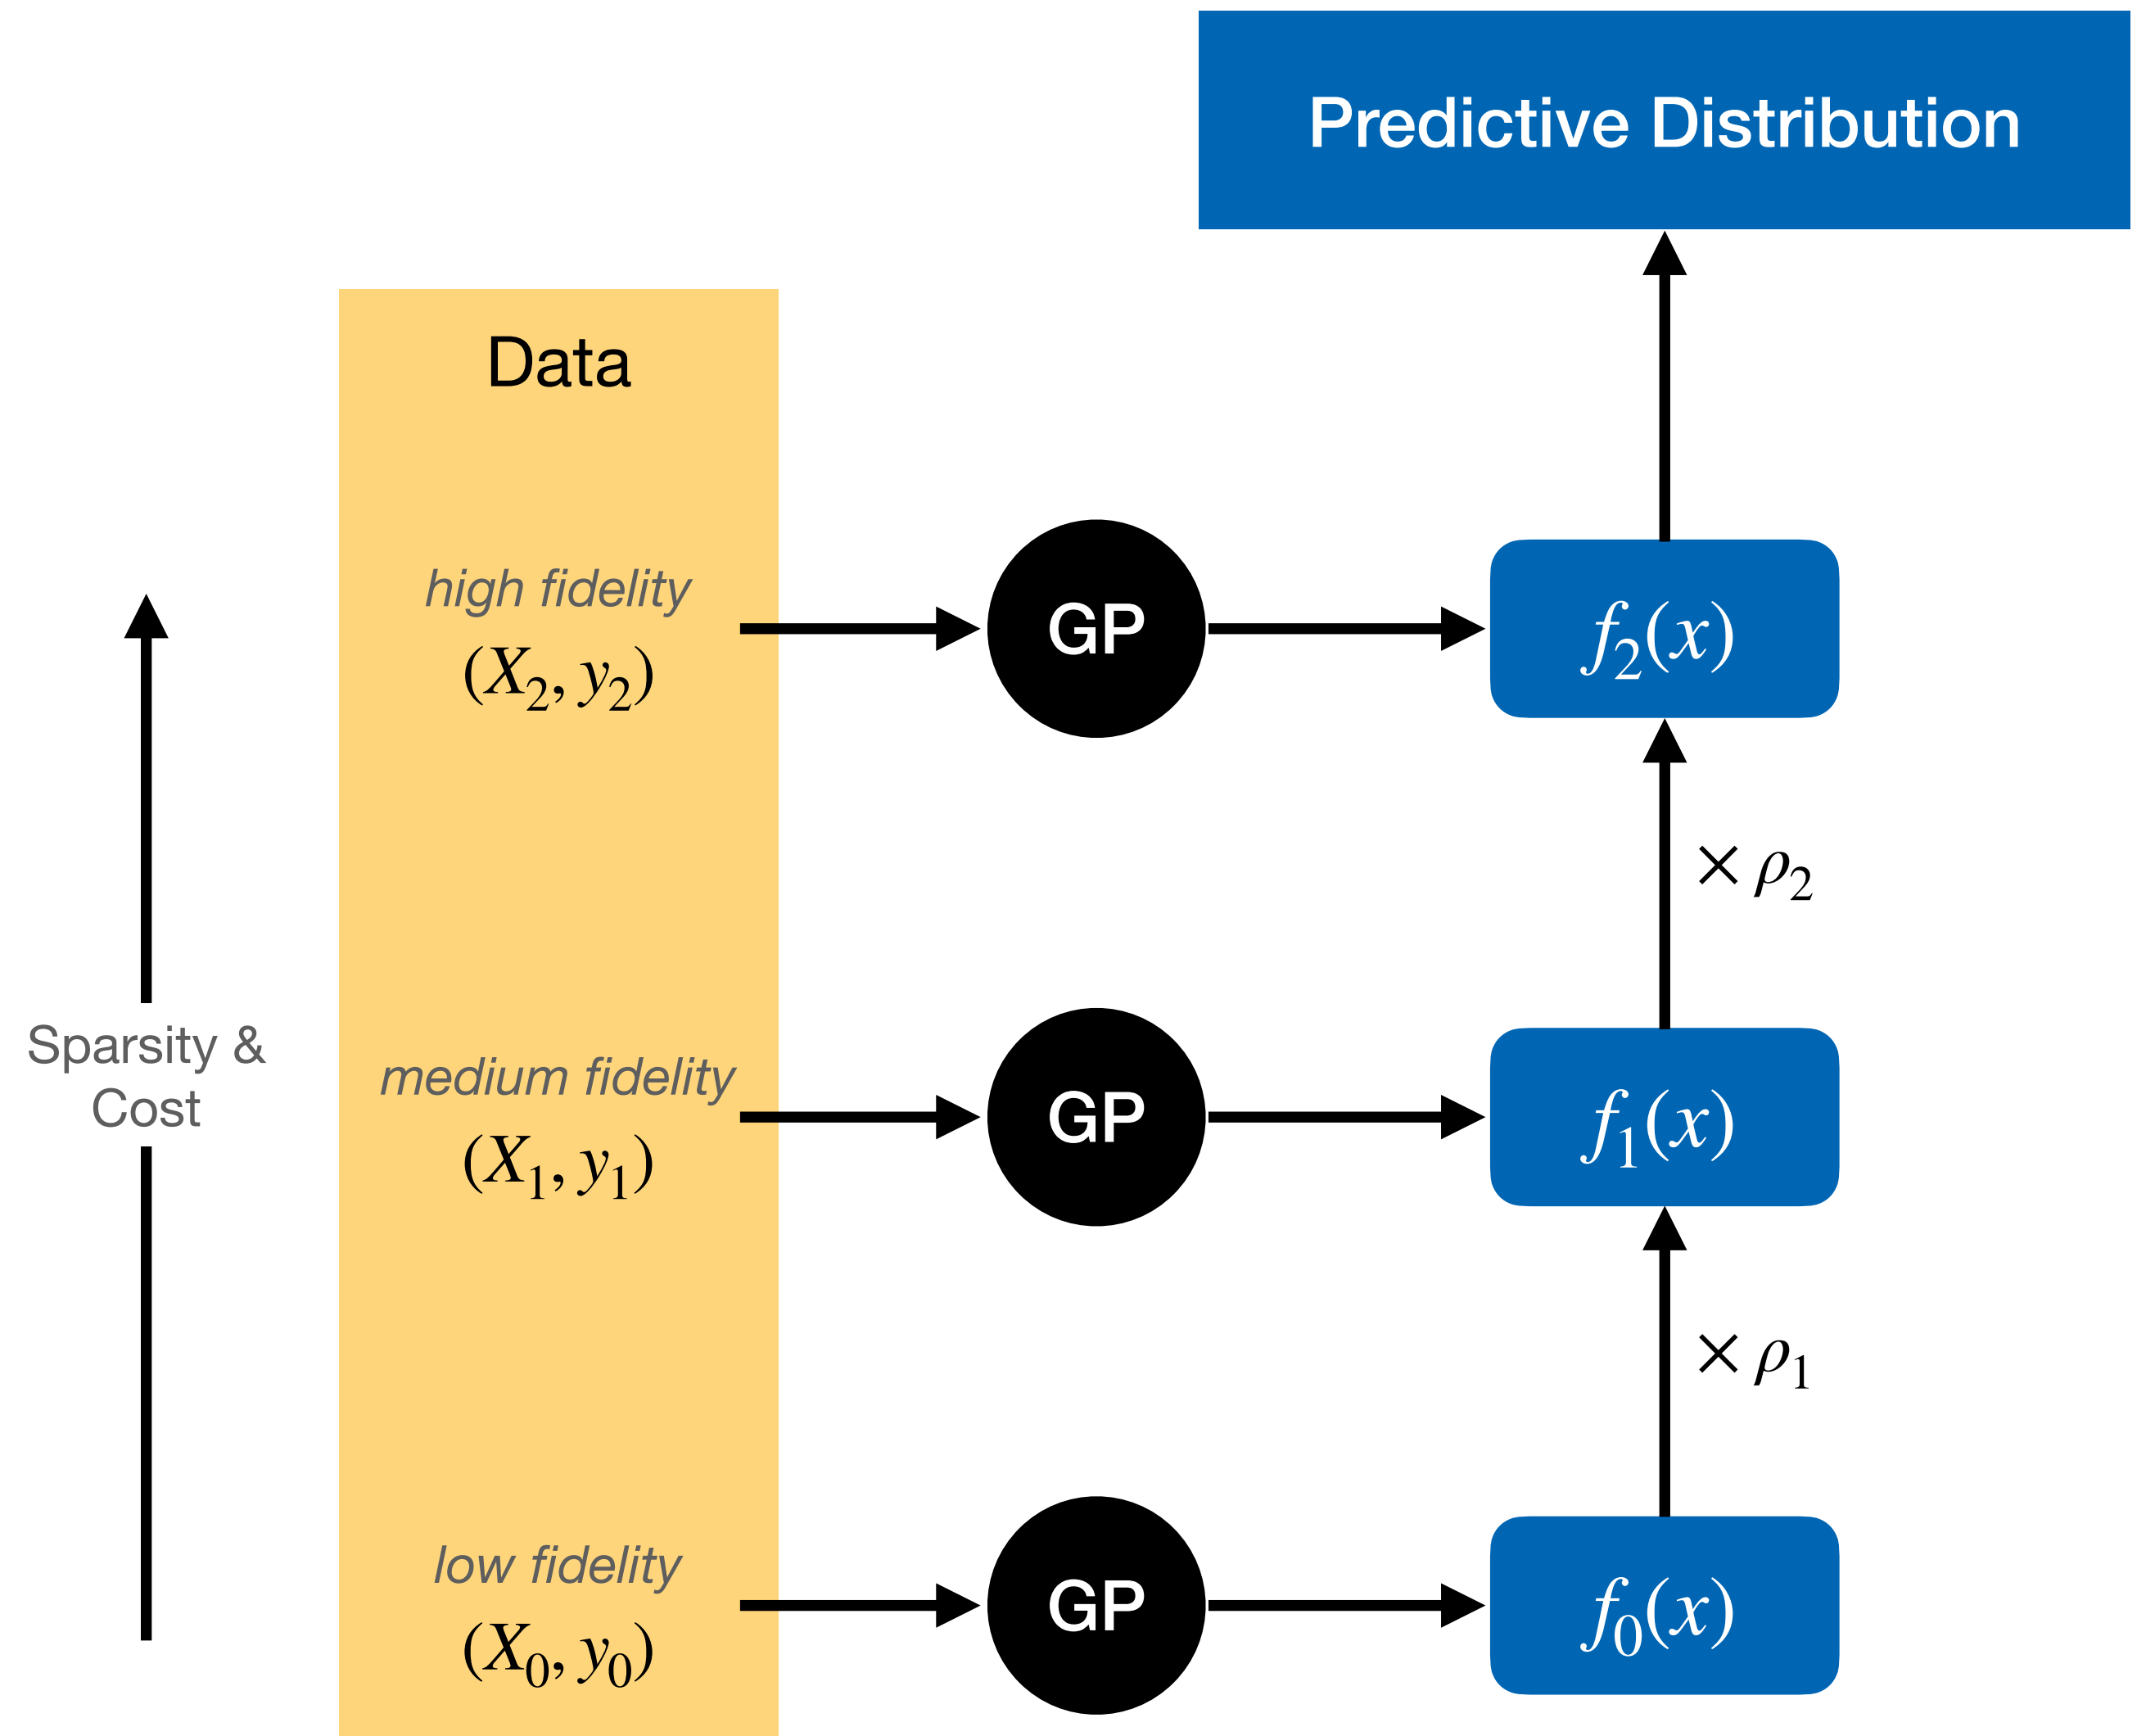 Predictive Distribution
Data
high fidelity
(X₂, y₂)
GP
f₂(x)
× ρ₂
Sparsity &
Cost
medium fidelity
(X₁, y₁)
GP
f₁(x)
× ρ₁
low fidelity
(X₀, y₀)
GP
f₀(x)